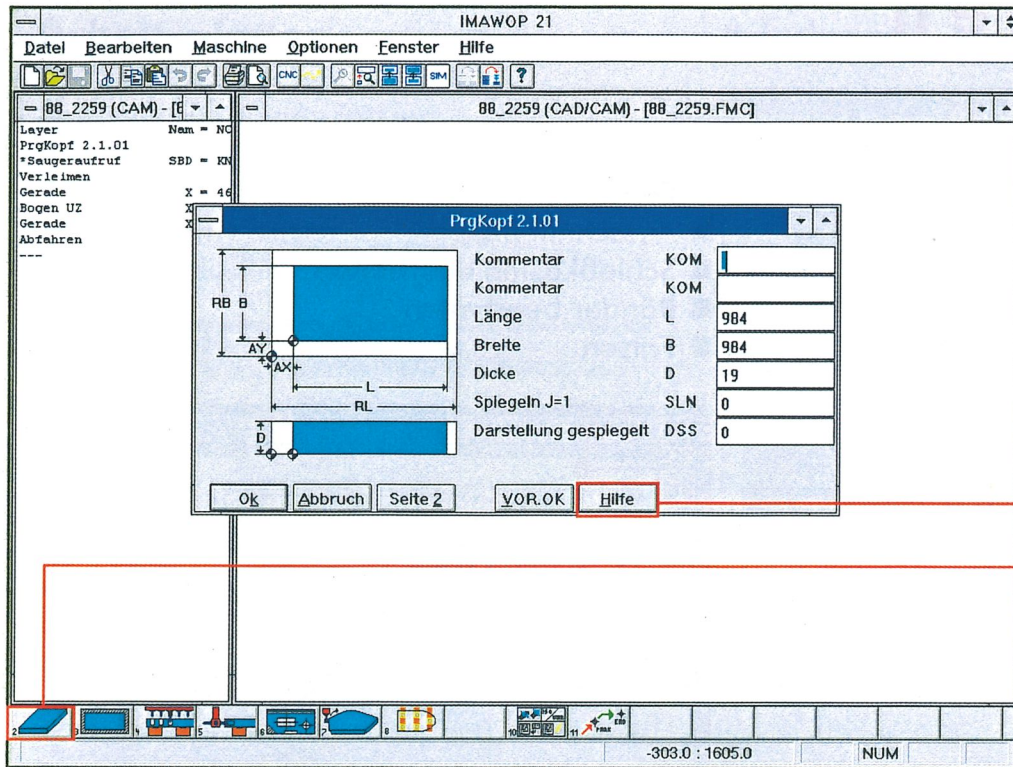 IMAWOP 21
Datei Bearbeiten Maschine Optionen Fenster Hilfe
CNC SIM ?
88_2259 (CAM) - [8
88_2259 (CAD/CAM) - [88_2259.FMC]
Layer Nam = NC
PrgKopf 2.1.01
*Saugeraufruf SBD = KN
Verleimen
Gerade X = 46
Bogen UZ X
Gerade X
Abfahren
---
PrgKopf 2.1.01
RB B AY AX L RL D
Kommentar KOM
Kommentar KOM
Länge L 984
Breite B 984
Dicke D 19
Spiegeln J=1 SLN 0
Darstellung gespiegelt DSS 0
Ok Abbruch Seite 2 VOR.OK Hilfe
2 3 4 5 6 7 8 10 11 PARK END
-303.0 : 1605.0 NUM